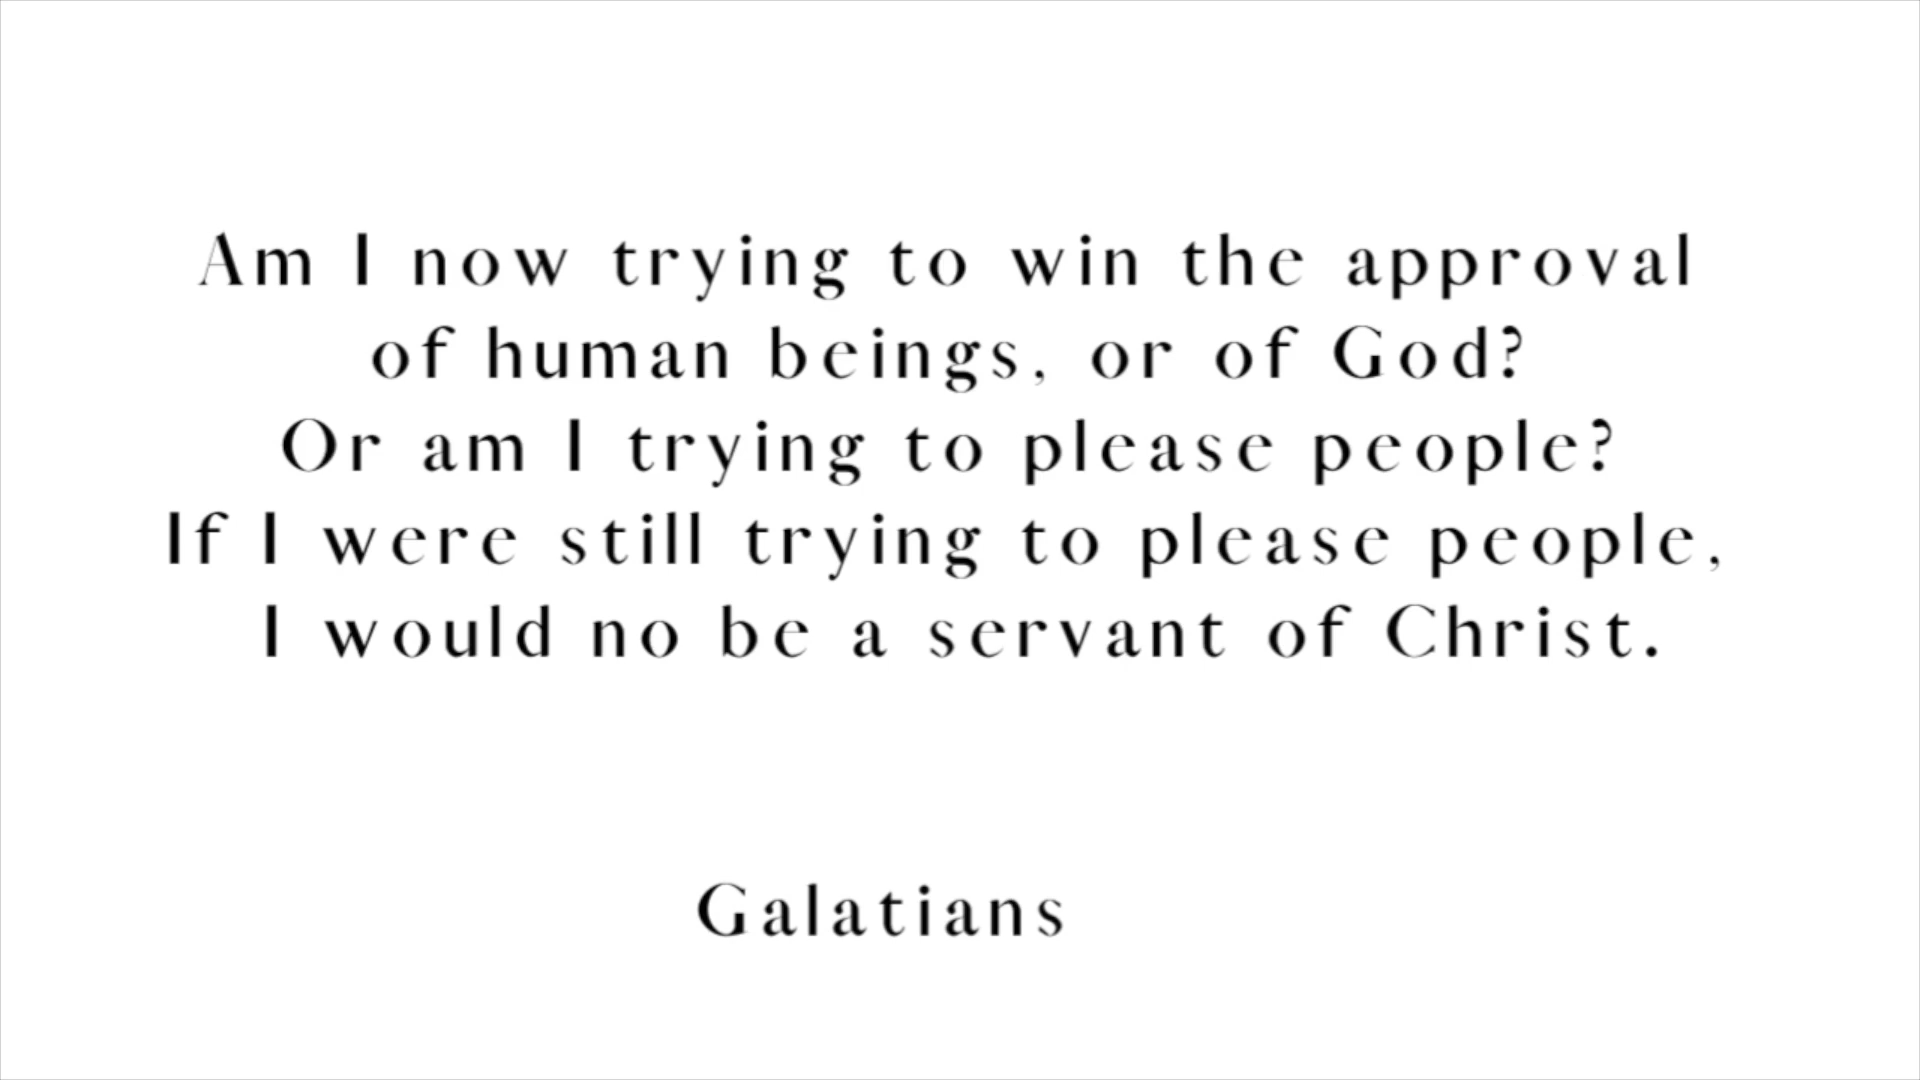 Am I now trying to win the approval
of human beings, or of God?
Or am I trying to please people?
If I were still trying to please people,
I would no be a servant of Christ.
Galatians